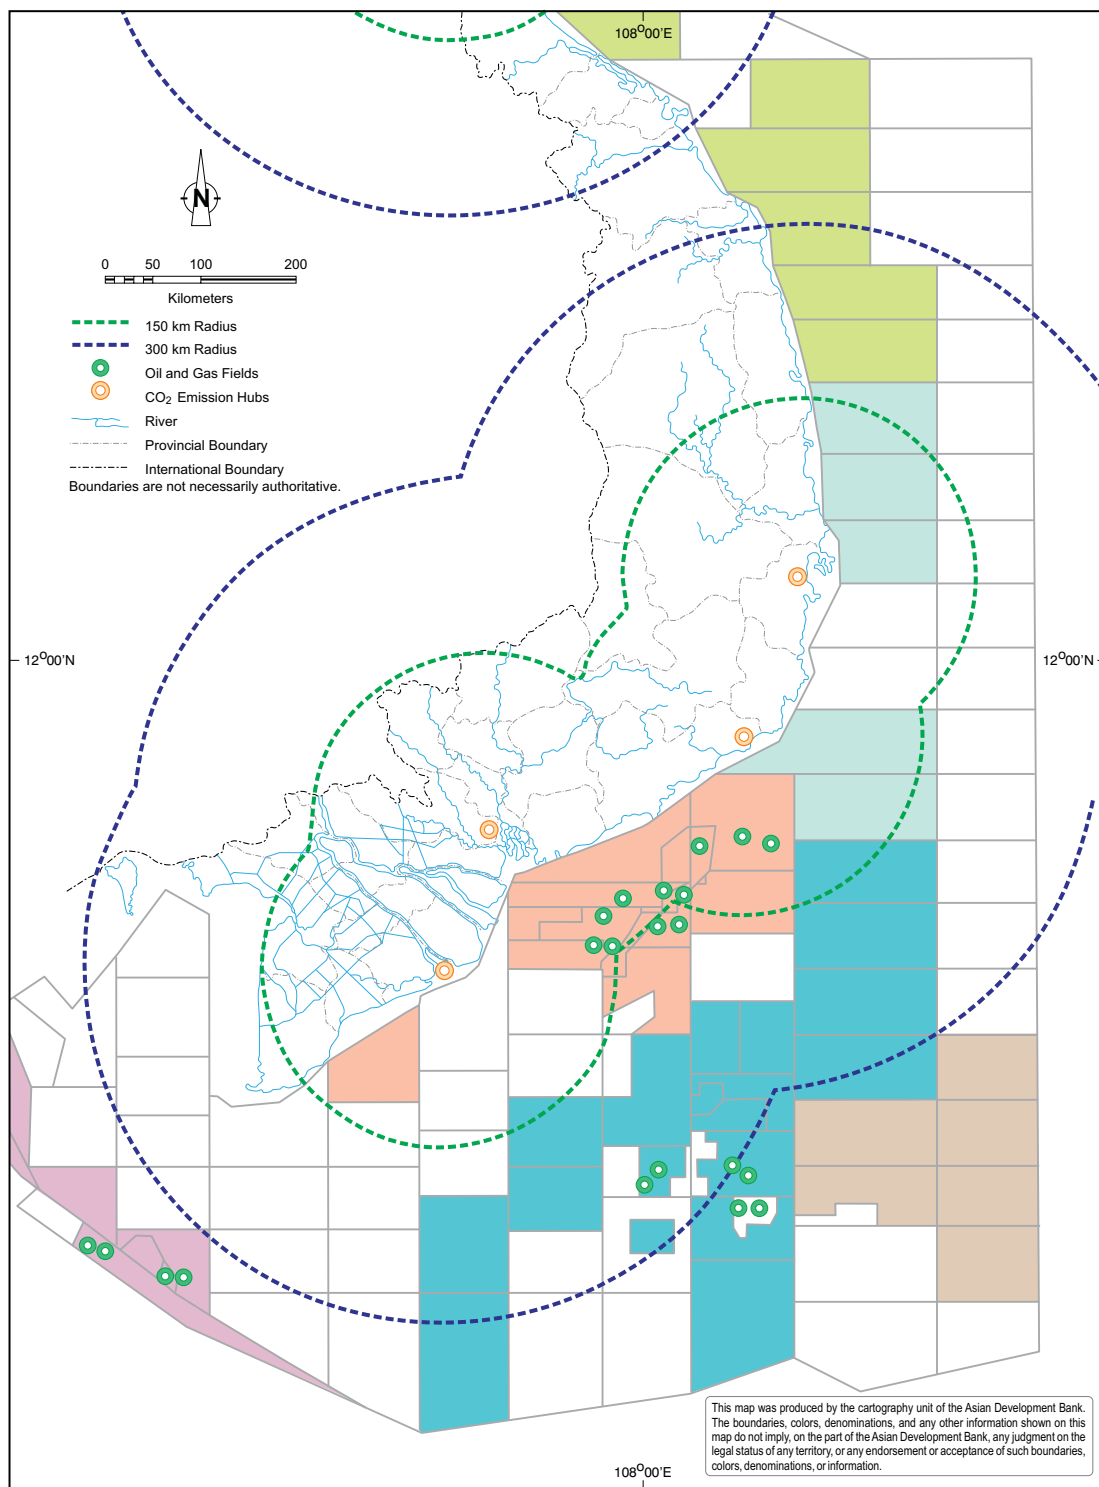 108°00'E
N
0 50 100 200
Kilometers
150 km Radius
300 km Radius
Oil and Gas Fields
CO₂ Emission Hubs
River
Provincial Boundary
International Boundary
Boundaries are not necessarily authoritative.
12°00'N
12°00'N
This map was produced by the cartography unit of the Asian Development Bank.
The boundaries, colors, denominations, and any other information shown on this
map do not imply, on the part of the Asian Development Bank, any judgment on the
legal status of any territory, or any endorsement or acceptance of such boundaries,
colors, denominations, or information.
108°00'E